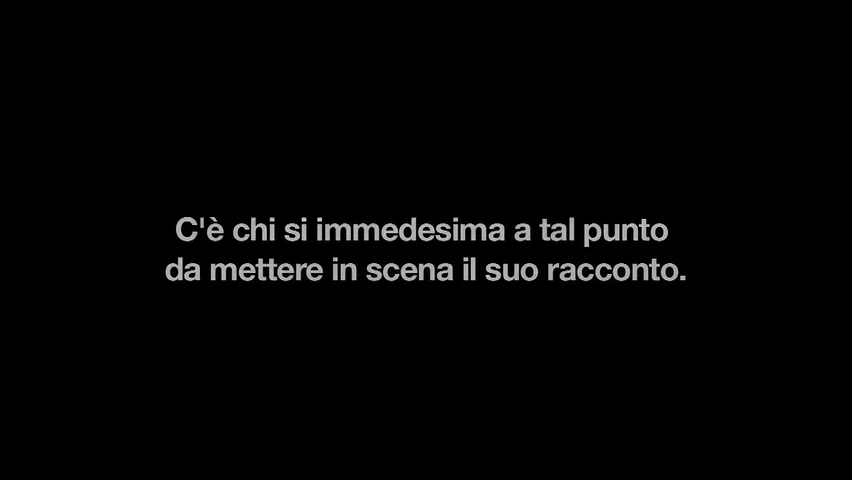 C'è chi si immedesima a tal punto
da mettere in scena il suo racconto.